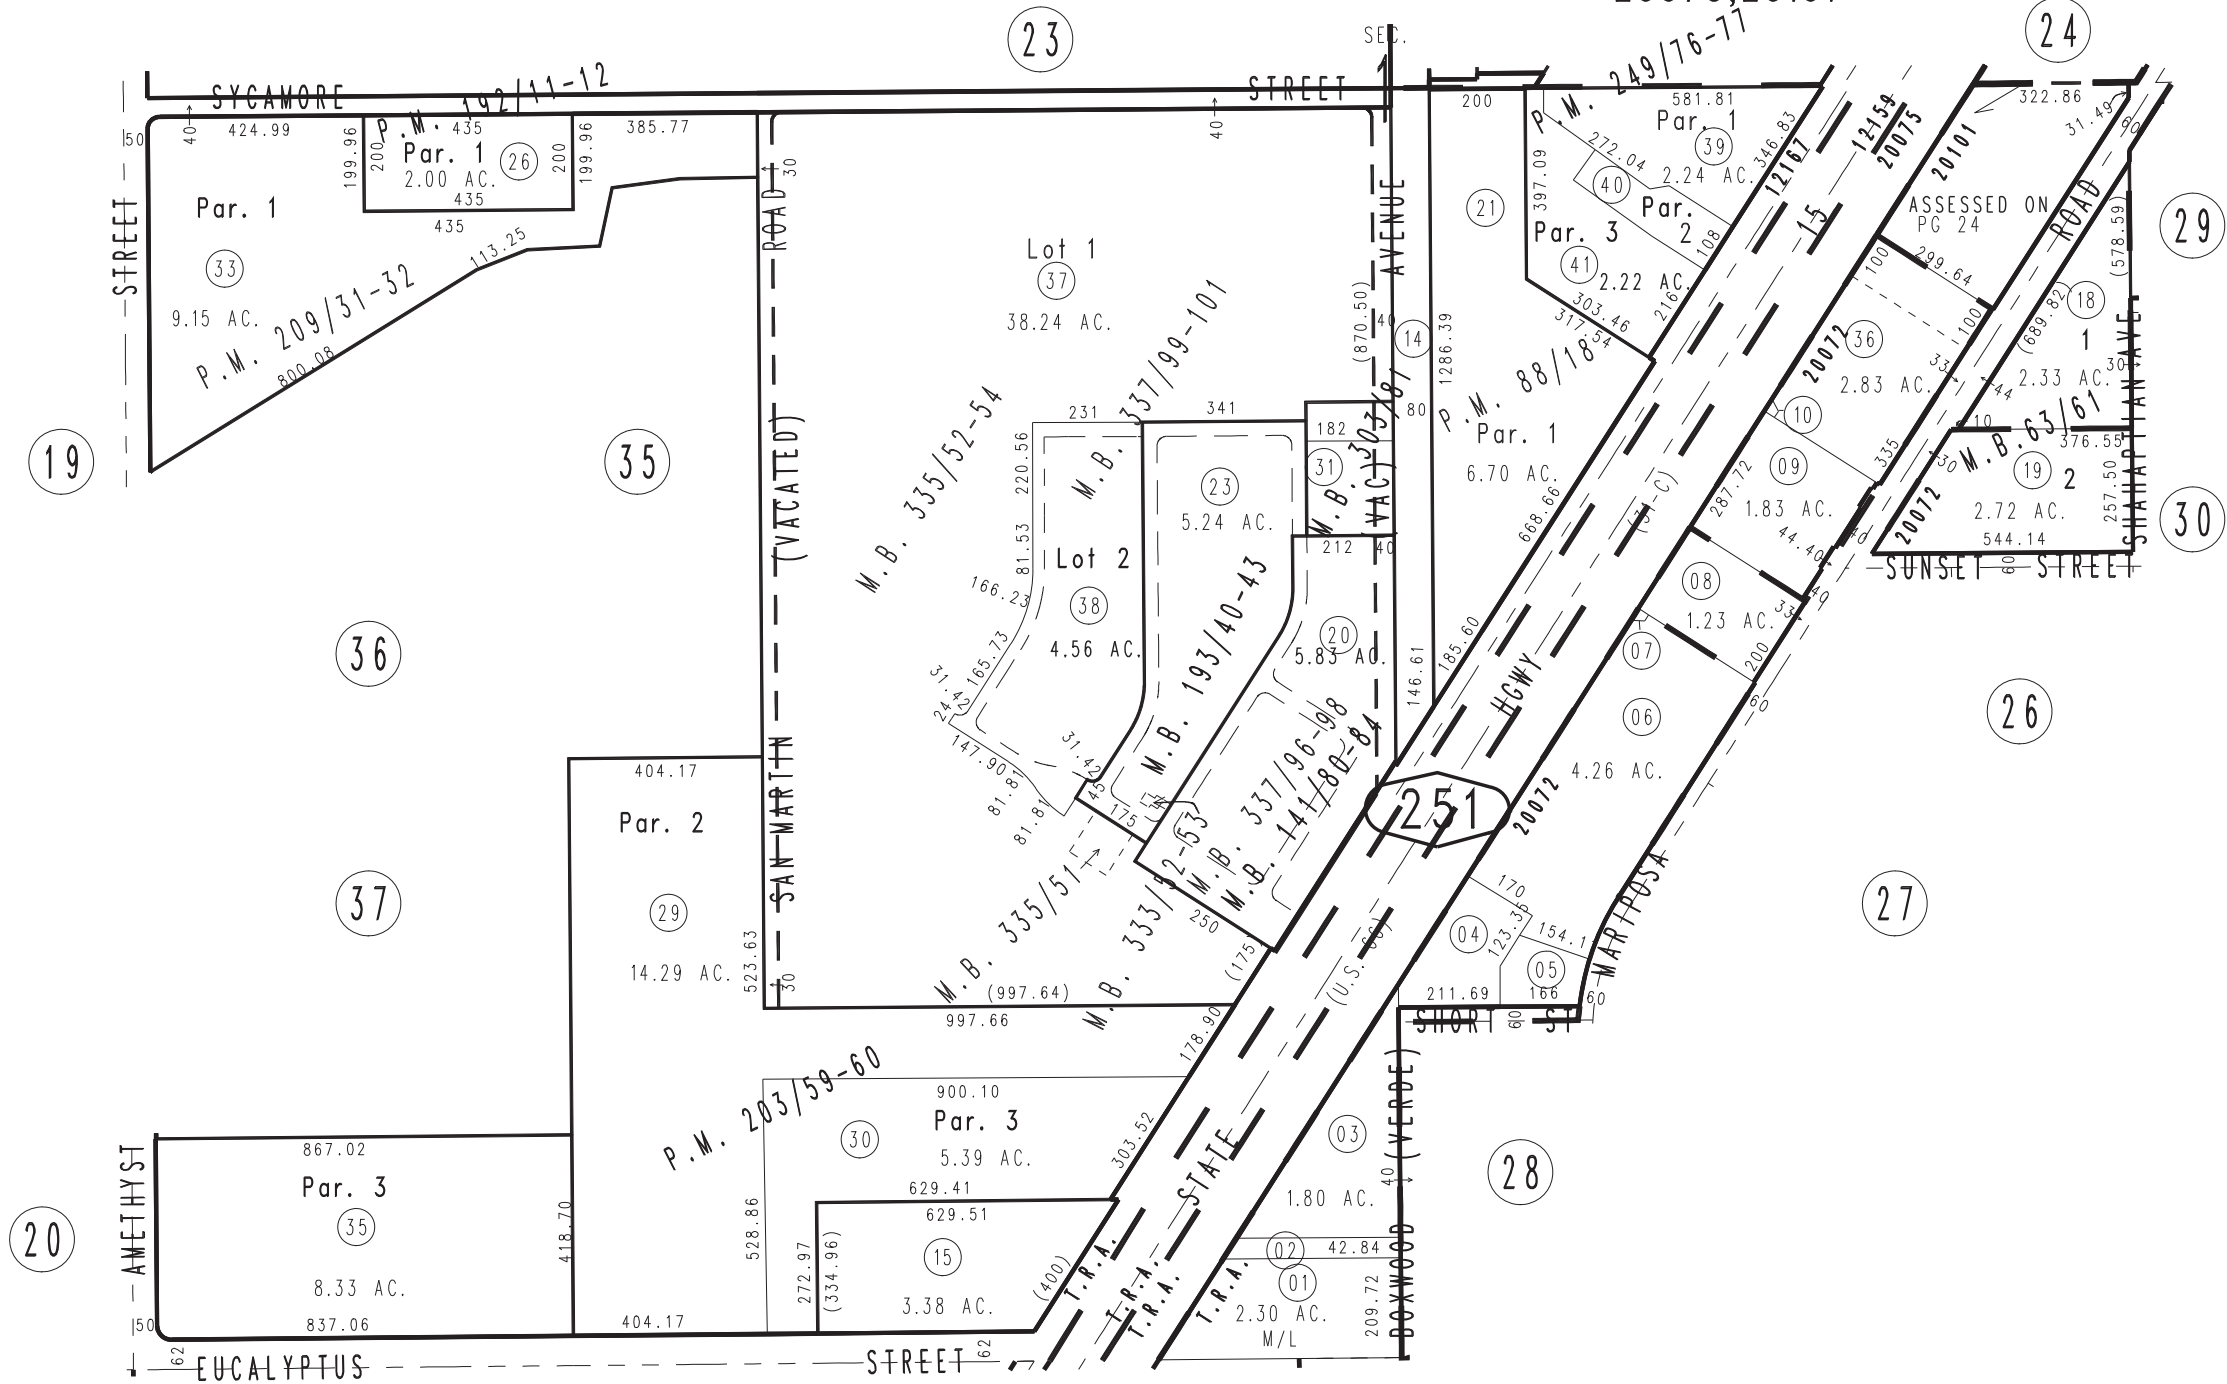 23
24
SEC.
1
249/76-77
P.M.
SYCAMORE
STREET
P.M. 192/11-12
50
40
424.99
435
385.77
40
200
581.81
322.86
31.49
60
199.96
200
Par. 1
26
2.00 AC.
200
199.96
435
435
30
ROAD
Par. 1
39
2.24 AC.
346.83
272.04
40
Par.
2
108
397.09
Par. 3
41
2.22 AC.
303.46
317.54
216
12167
12159
20075
20101
15
ASSESSED ON
PG 24
ROAD
29
(578.59)
STREET
Par. 1
33
9.15 AC.
113.25
P.M. 209/31-32
800.08
Lot 1
37
38.24 AC.
AVENUE
21
(870.50)
40
14
1286.39
80
100
299.64
100
18
(689.82)
1
2.33 AC.
30
20072
36
2.83 AC.
33
44
10
10
P.M. 88/18
Par. 1
6.70 AC.
M.B. 63/61
376.55
19
2
2.72 AC.
257.50
544.14
SHAHAPTIAN AVE
20072
30
335
09
1.83 AC.
287.72
30
19
35
(VACATED)
M.B. 335/52-54
M.B. 337/99-101
231
341
182
31
M.B. 303/81
(VAC)
220.56
23
5.24 AC.
212
40
81.53
Lot 2
38
4.56 AC.
166.23
165.73
31.42
24.42
147.90
81.81
81.81
31.42
45
175
M.B. 193/40-43
20
5.83 AC.
146.61
185.60
668.66
(31-C)
44.40
40
40
33
SUNSET
STREET
60
30
08
1.23 AC.
07
200
60
06
4.26 AC.
26
HGWY
36
404.17
Par. 2
SAN MARTIN
M.B. 337/96-98
M.B. 141/80-84
251
20072
MARIPOSA
M.B. 335/51
M.B. 333/52-53
250
(175)
37
29
14.29 AC.
523.63
30
(997.64)
997.66
178.90
(U.S. 66)
170
04
123.35
154.1
05
27
211.69
166
60
SHORT
60
ST
P.M. 203/59-60
900.10
Par. 3
30
5.39 AC.
303.52
629.41
629.51
STATE
03
1.80 AC.
40
(VERDE)
28
867.02
Par. 3
35
8.33 AC.
837.06
418.70
20
AMETHYST
528.86
272.97
(334.96)
15
3.38 AC.
(400)
T.R.A.
T.R.A.
T.R.A.
T.R.A.
02
42.84
01
2.30 AC.
M/L
209.72
BOXWOOD
50
62
404.17
62
EUCALYPTUS
STREET